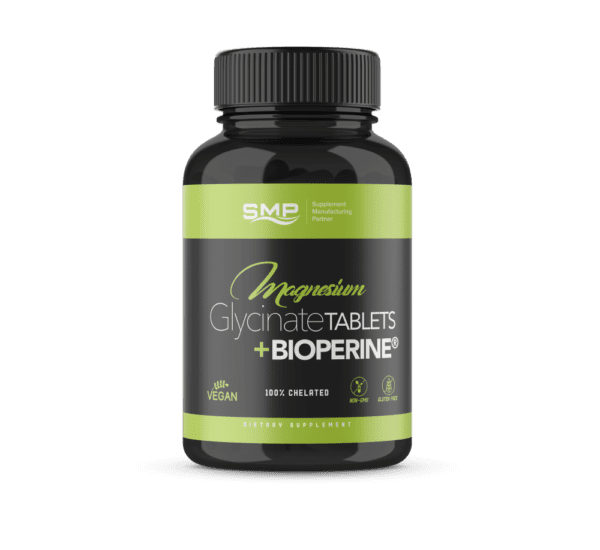 SMP
Supplement
Manufacturing
Partner
Magnesium
GlycinateTABLETS
+BIOPERINE®
VEGAN
100% CHELATED
NON-GMO
GLUTEN FREE
DIETARY SUPPLEMENT